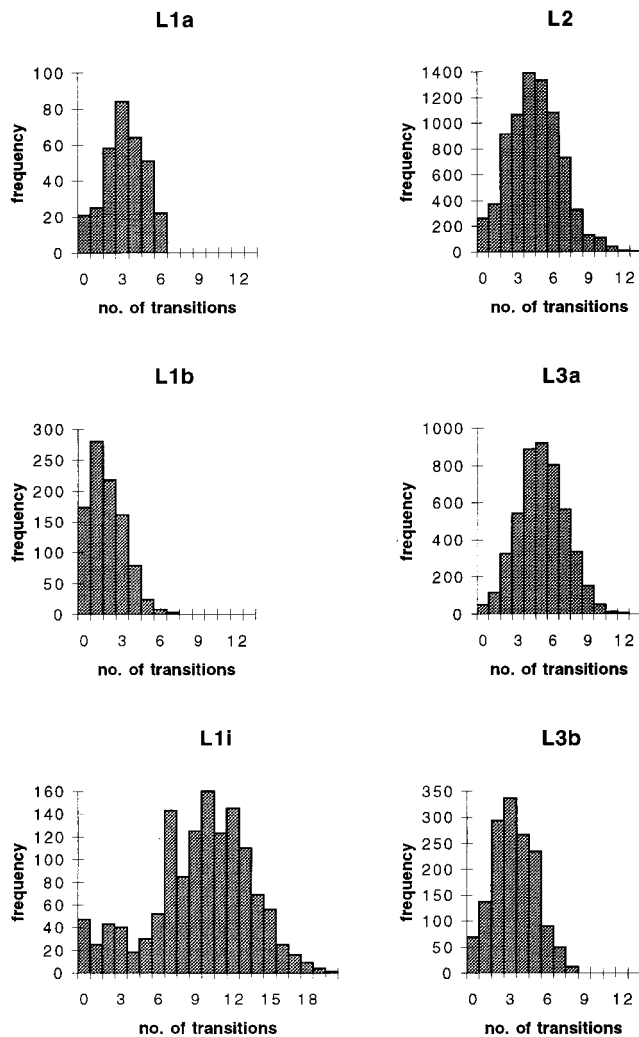 L1a
100
80
60
40
20
0
frequency
0 3 6 9 12
no. of transitions
L2
1400
1200
1000
800
600
400
200
0
frequency
0 3 6 9 12
no. of transitions
L1b
300
250
200
150
100
50
0
frequency
0 3 6 9 12
no. of transitions
L3a
1000
800
600
400
200
0
frequency
0 3 6 9 12
no. of transitions
L1i
160
140
120
100
80
60
40
20
0
frequency
0 3 6 9 12 15 18
no. of transitions
L3b
350
300
250
200
150
100
50
0
frequency
0 3 6 9 12
no. of transitions